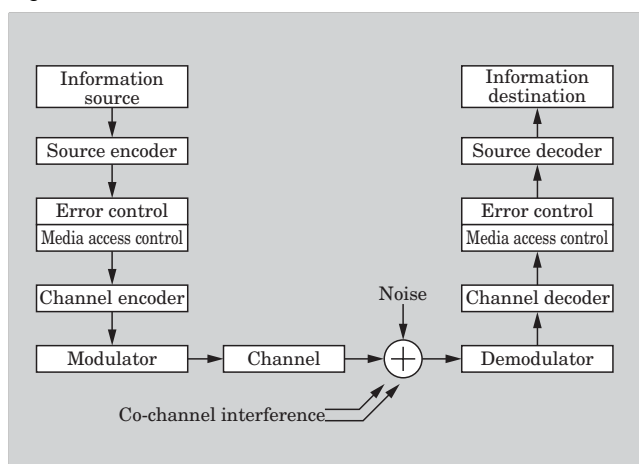 Information
source
Source encoder
Error control
Media access control
Channel encoder
Modulator
Channel
Noise
Co-channel interference
Information
destination
Source decoder
Error control
Media access control
Channel decoder
Demodulator